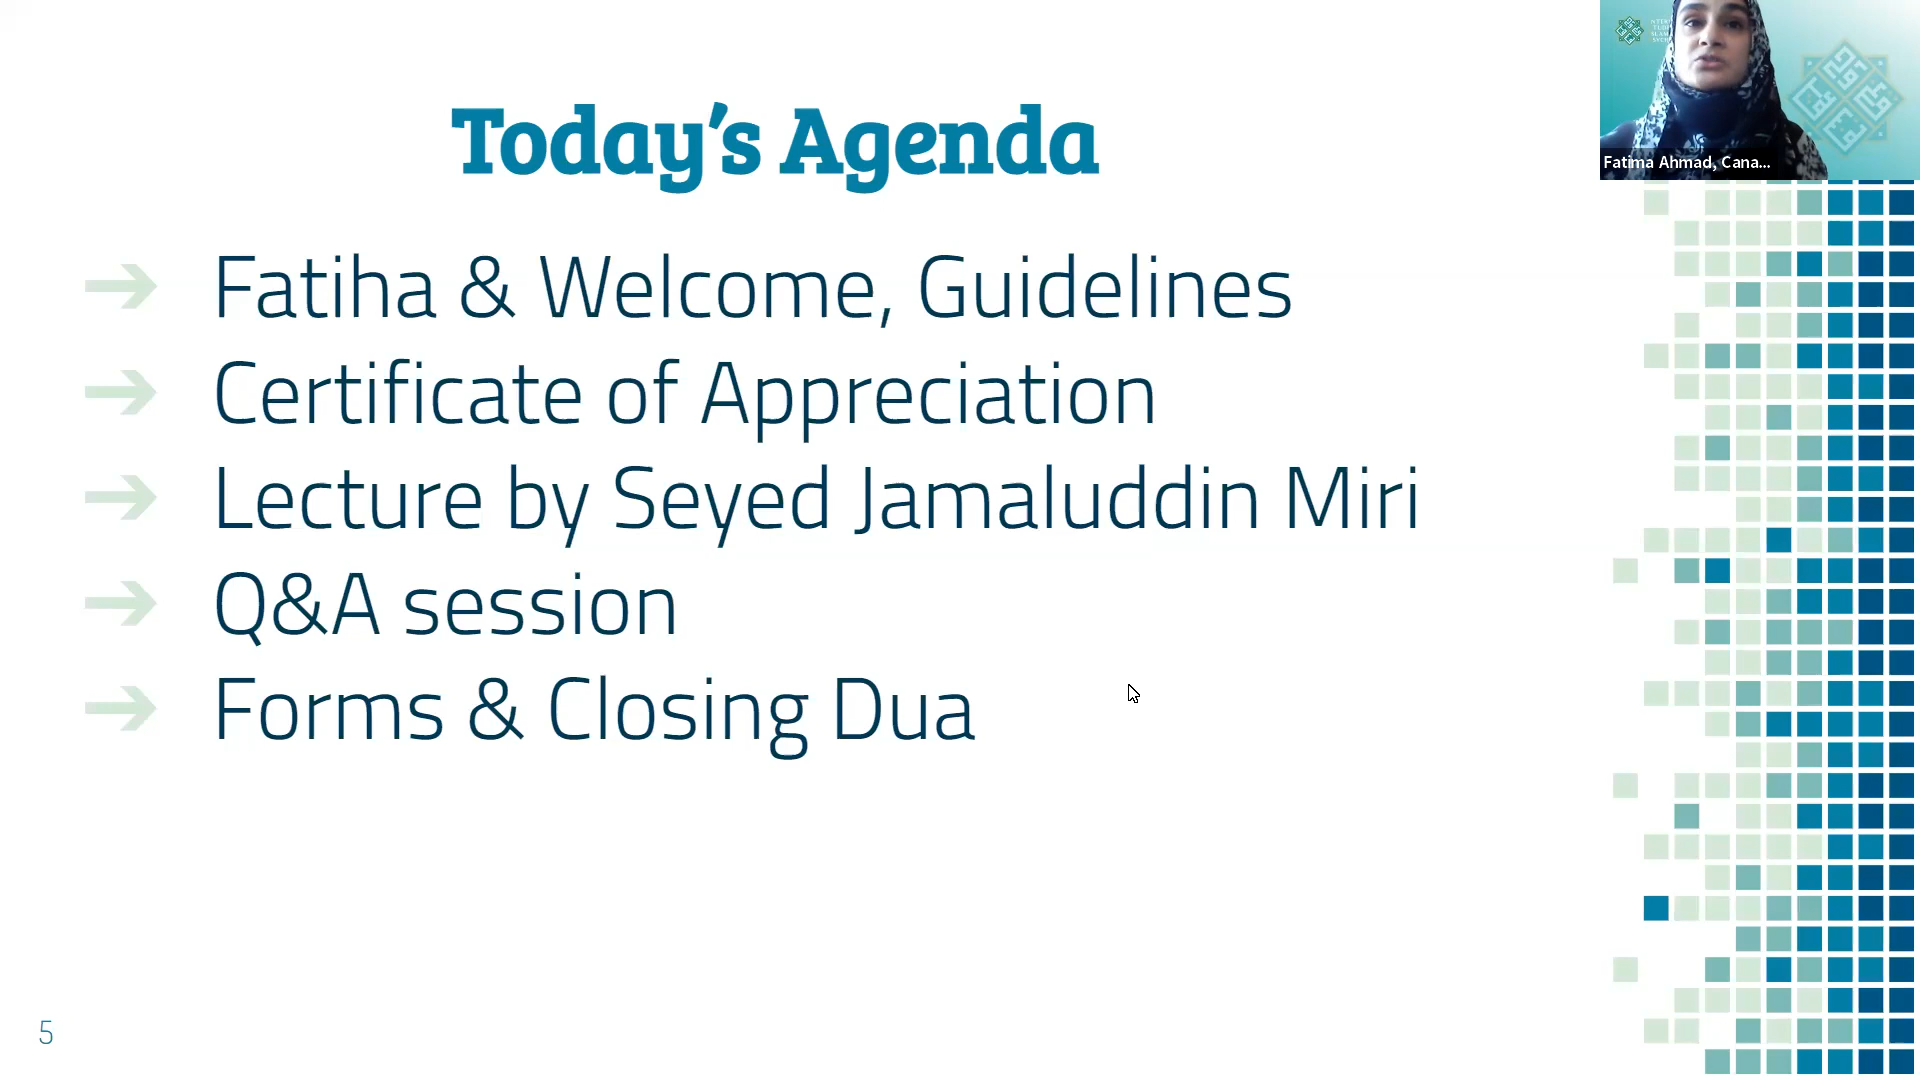 Today's Agenda
➔ Fatiha & Welcome, Guidelines
➔ Certificate of Appreciation
➔ Lecture by Seyed Jamaluddin Miri
➔ Q&A session
➔ Forms & Closing Dua
Fatima Ahmad, Cana...
5